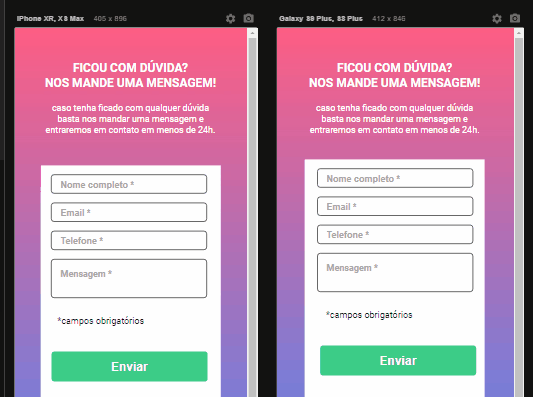 iPhone XR, XS Max 405 x 896
FICOU COM DÚVIDA?
NOS MANDE UMA MENSAGEM!
caso tenha ficado com qualquer dúvida
basta nos mandar uma mensagem e
entraremos em contato em menos de 24h.
Nome completo *
Email *
Telefone *
Mensagem *
*campos obrigatórios
Enviar
Galaxy S9 Plus, S8 Plus 412 x 846
FICOU COM DÚVIDA?
NOS MANDE UMA MENSAGEM!
caso tenha ficado com qualquer dúvida
basta nos mandar uma mensagem e
entraremos em contato em menos de 24h.
Nome completo *
Email *
Telefone *
Mensagem *
*campos obrigatórios
Enviar